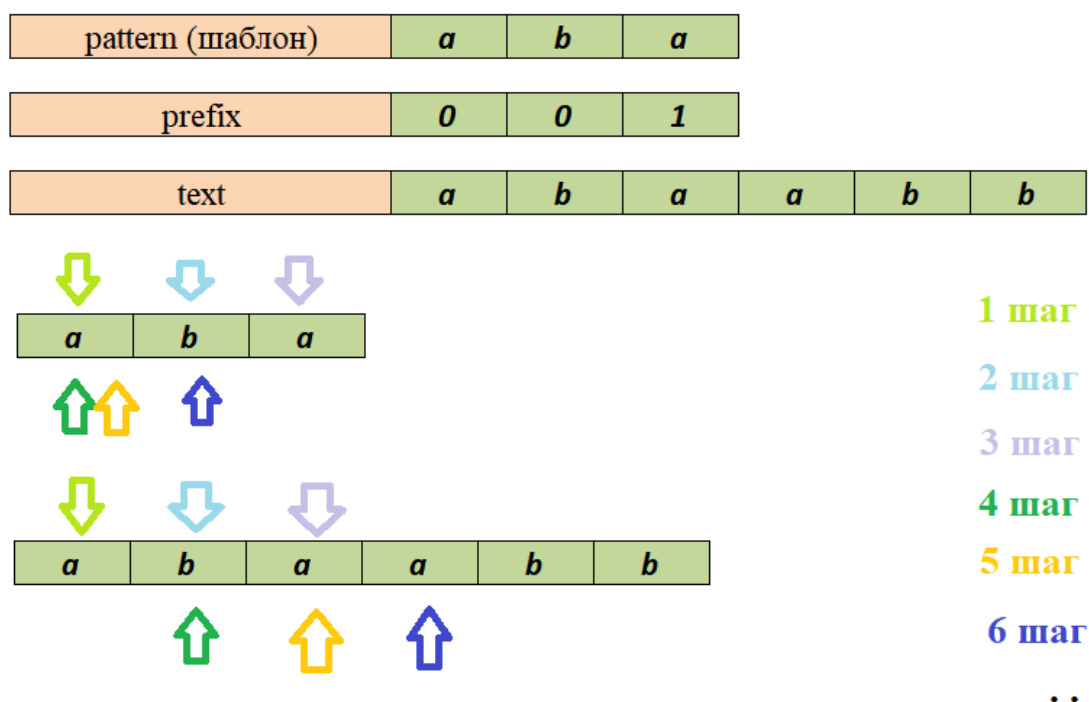 pattern (шаблон) a b a
prefix 0 0 1
text a b a a b b
1 шаг
a b a
2 шаг
3 шаг
4 шаг
a b a a b b
5 шаг
6 шаг
. .